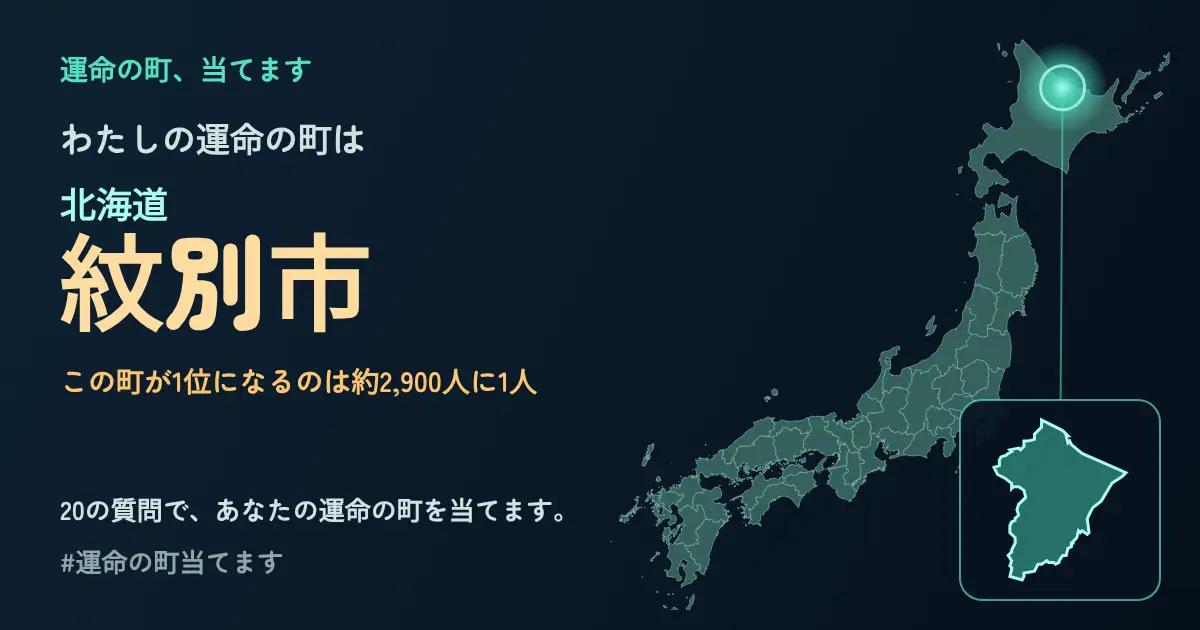 運命の町、当てます
わたしの運命の町は
北海道
紋別市
この町が1位になるのは約2,900人に1人
20の質問で、あなたの運命の町を当てます。
#運命の町当てます